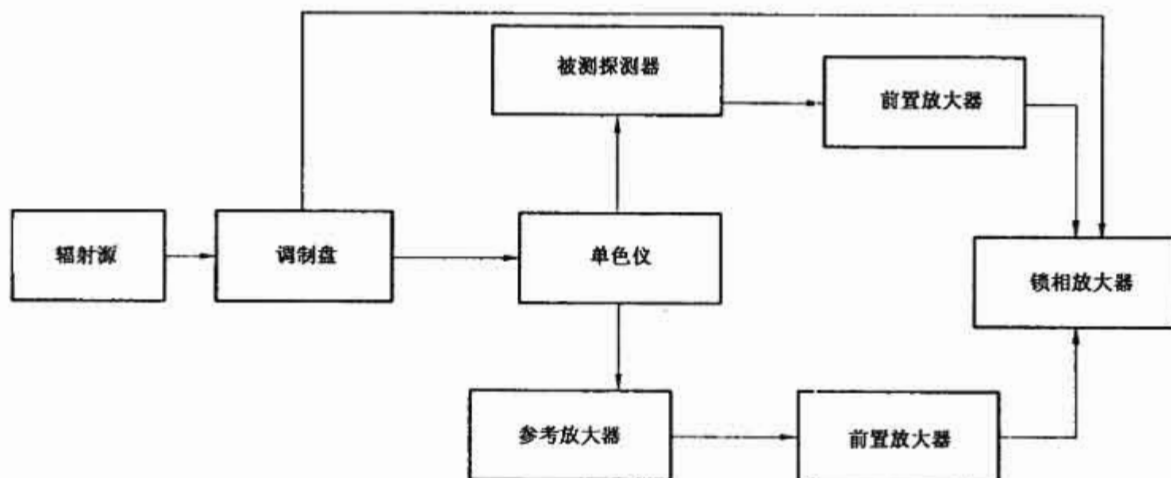 被测探测器
前置放大器
辐射源
调制盘
单色仪
锁相放大器
参考放大器
前置放大器